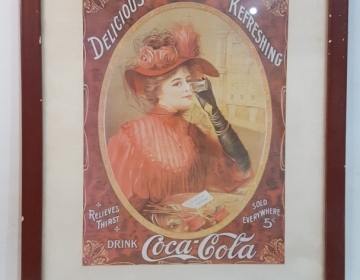 DELICIOUS
REFRESHING
RELIEVES
THIRST
SOLD
EVERYWHERE
5¢
DRINK Coca-Cola